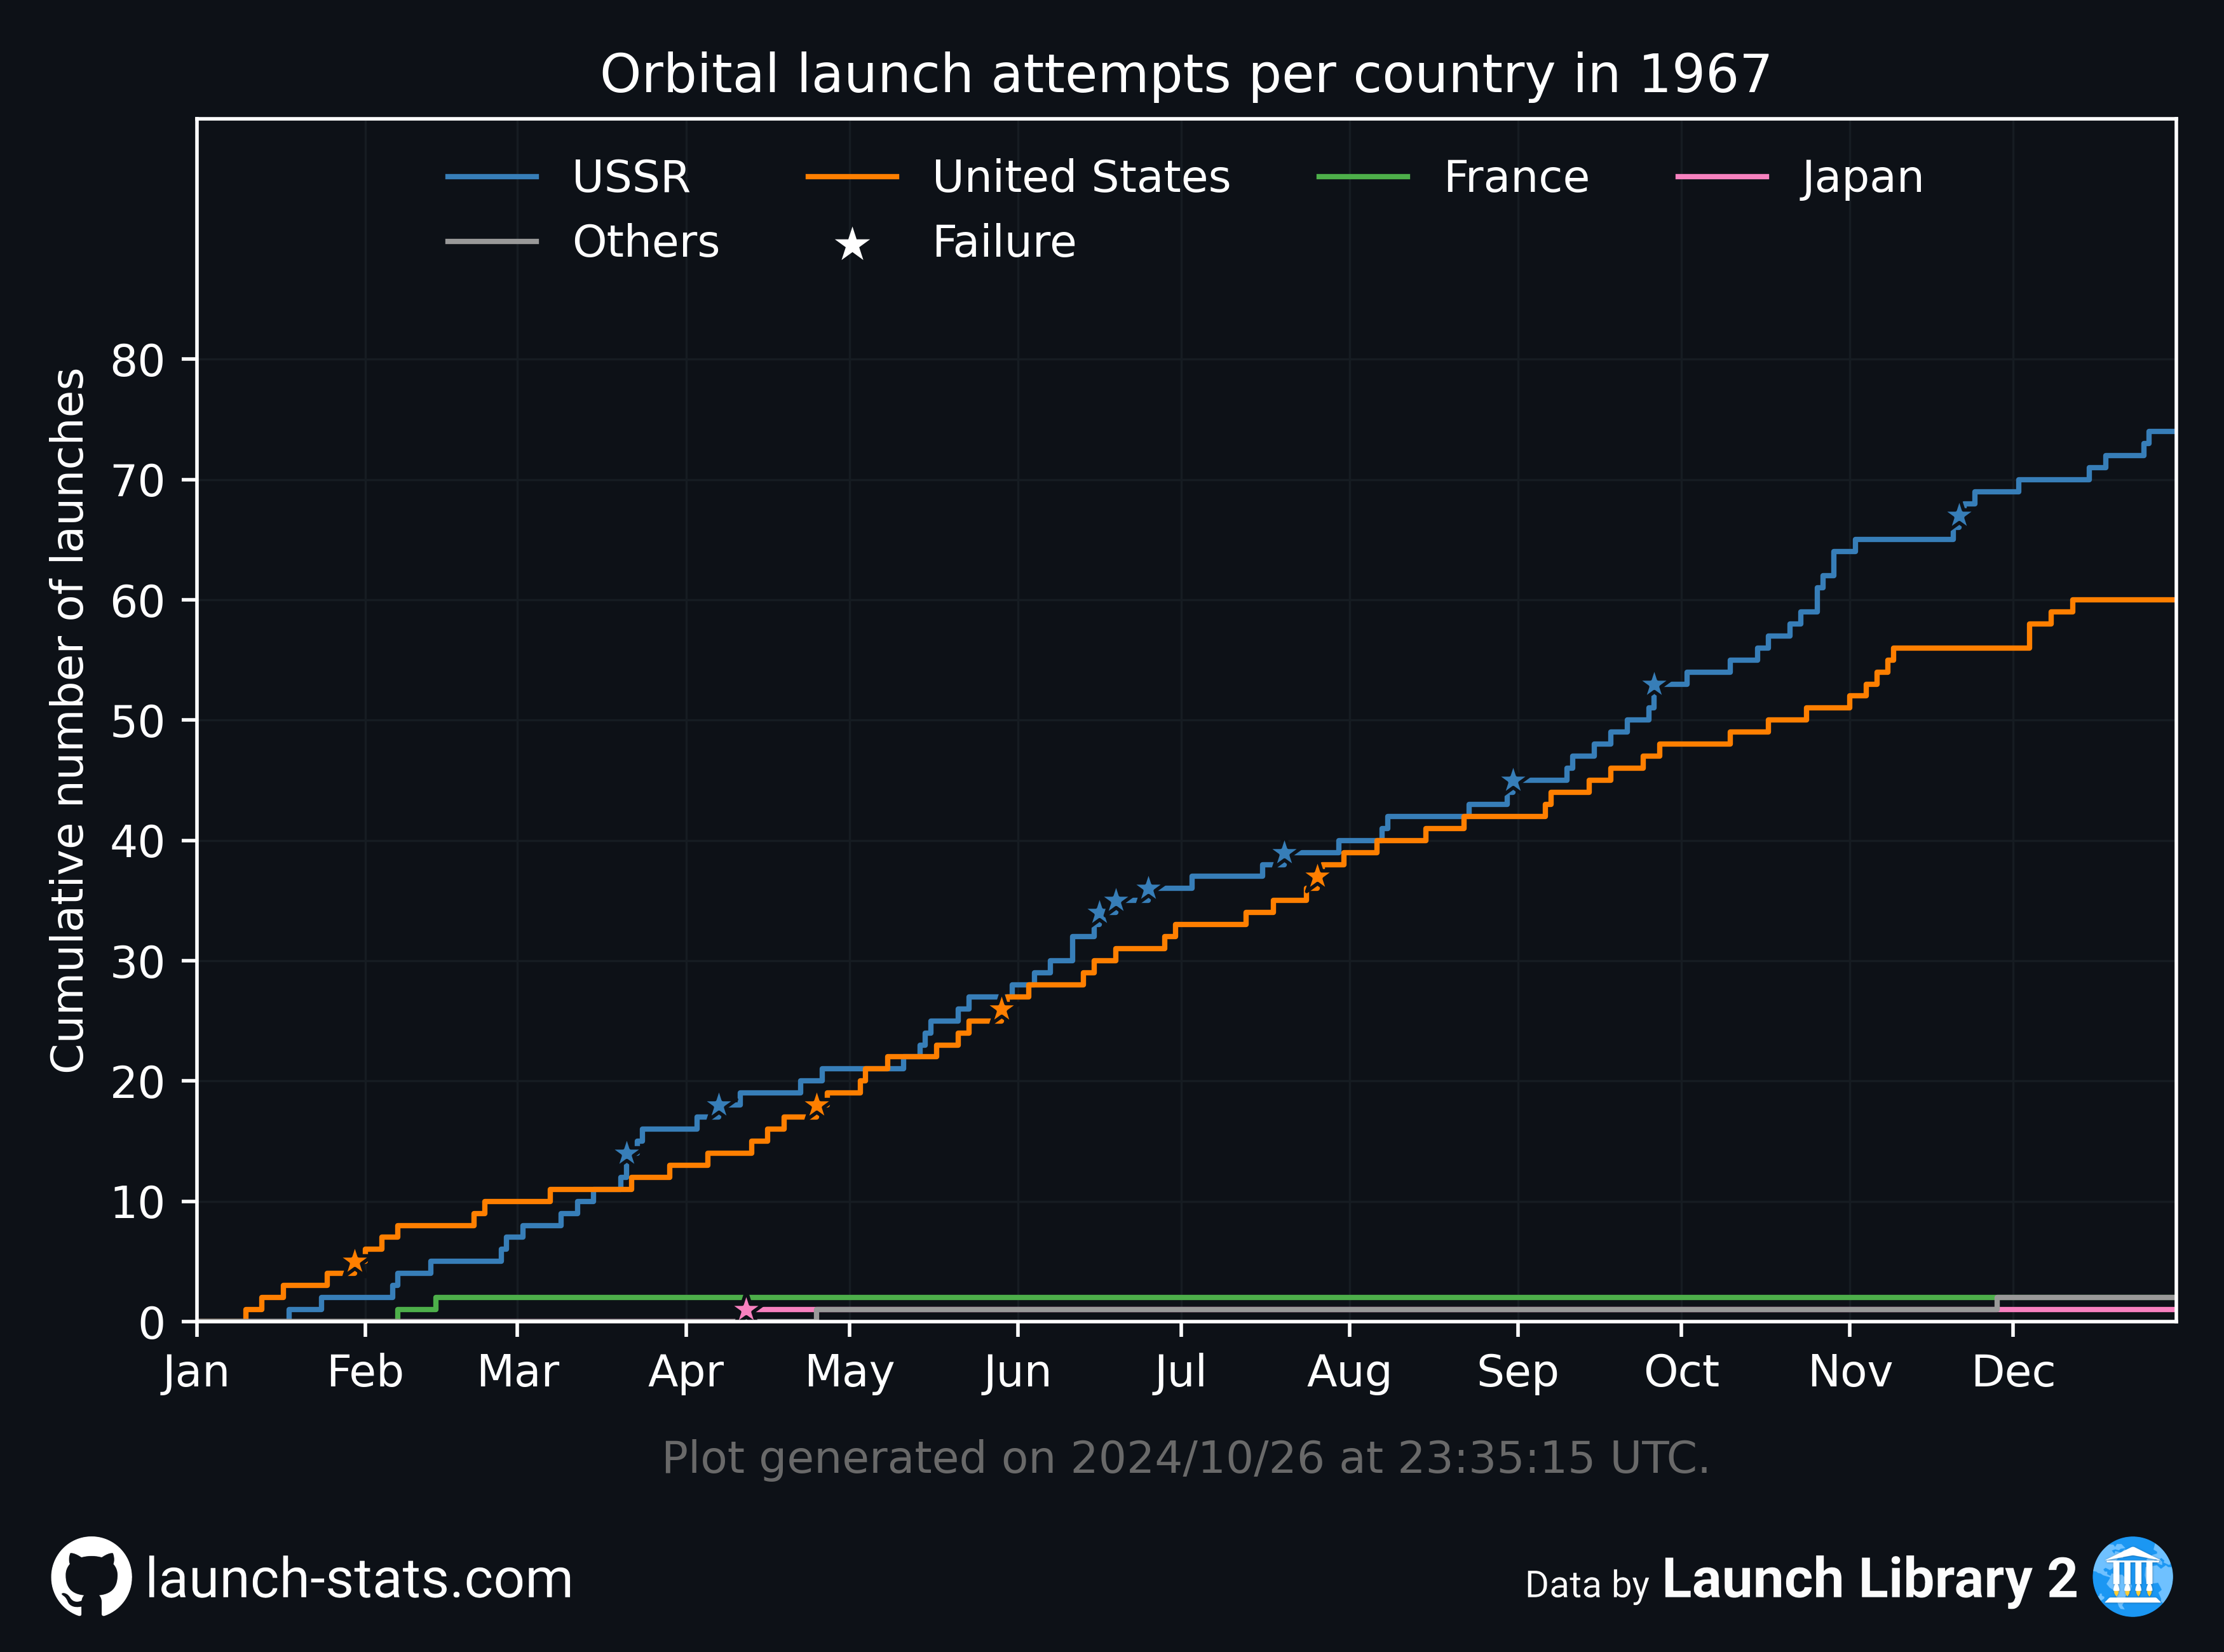 Orbital launch attempts per country in 1967
USSR United States France Japan
Others Failure
Cumulative number of launches
80
70
60
50
40
30
20
10
0
Jan Feb Mar Apr May Jun Jul Aug Sep Oct Nov Dec
Plot generated on 2024/10/26 at 23:35:15 UTC.
launch-stats.com
Data by Launch Library 2